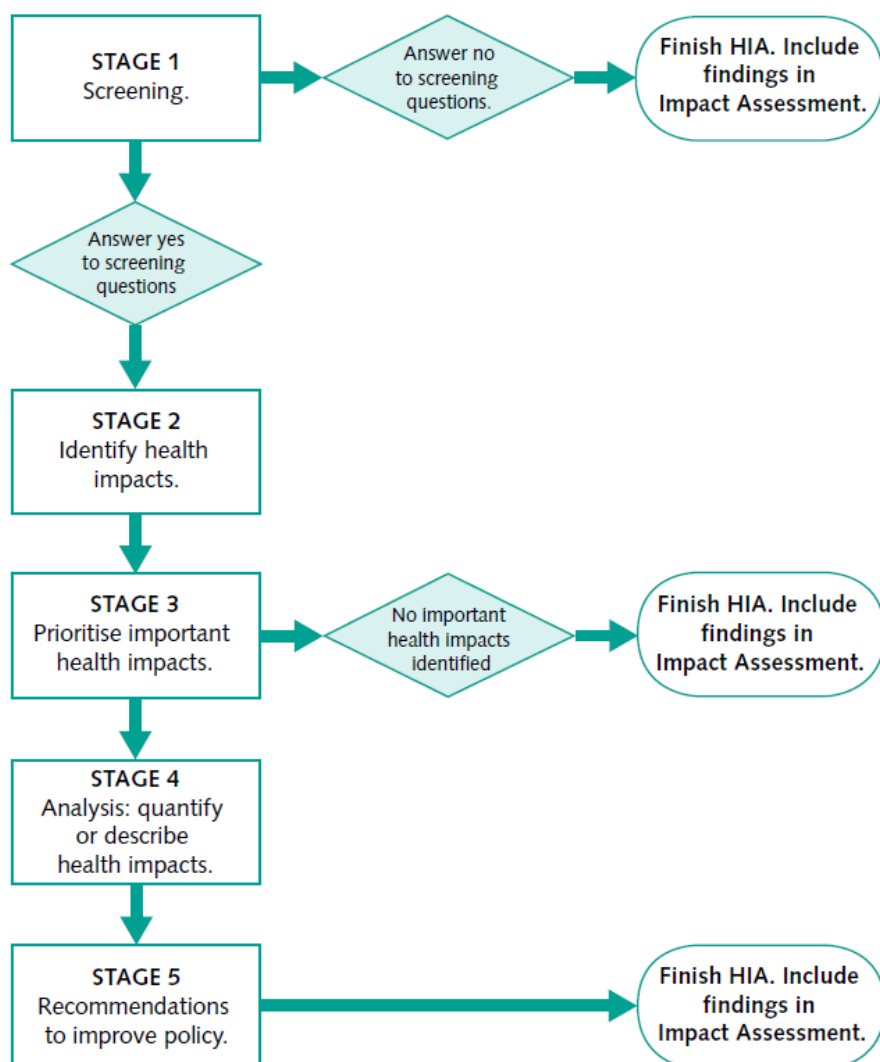 STAGE 1
Screening.
Answer no
to screening
questions.
Finish HIA. Include
findings in
Impact Assessment.
Answer yes
to screening
questions
STAGE 2
Identify health
impacts.
STAGE 3
Prioritise important
health impacts.
No important
health impacts
identified
Finish HIA. Include
findings in
Impact Assessment.
STAGE 4
Analysis: quantify
or describe
health impacts.
STAGE 5
Recommendations
to improve policy.
Finish HIA. Include
findings in
Impact Assessment.